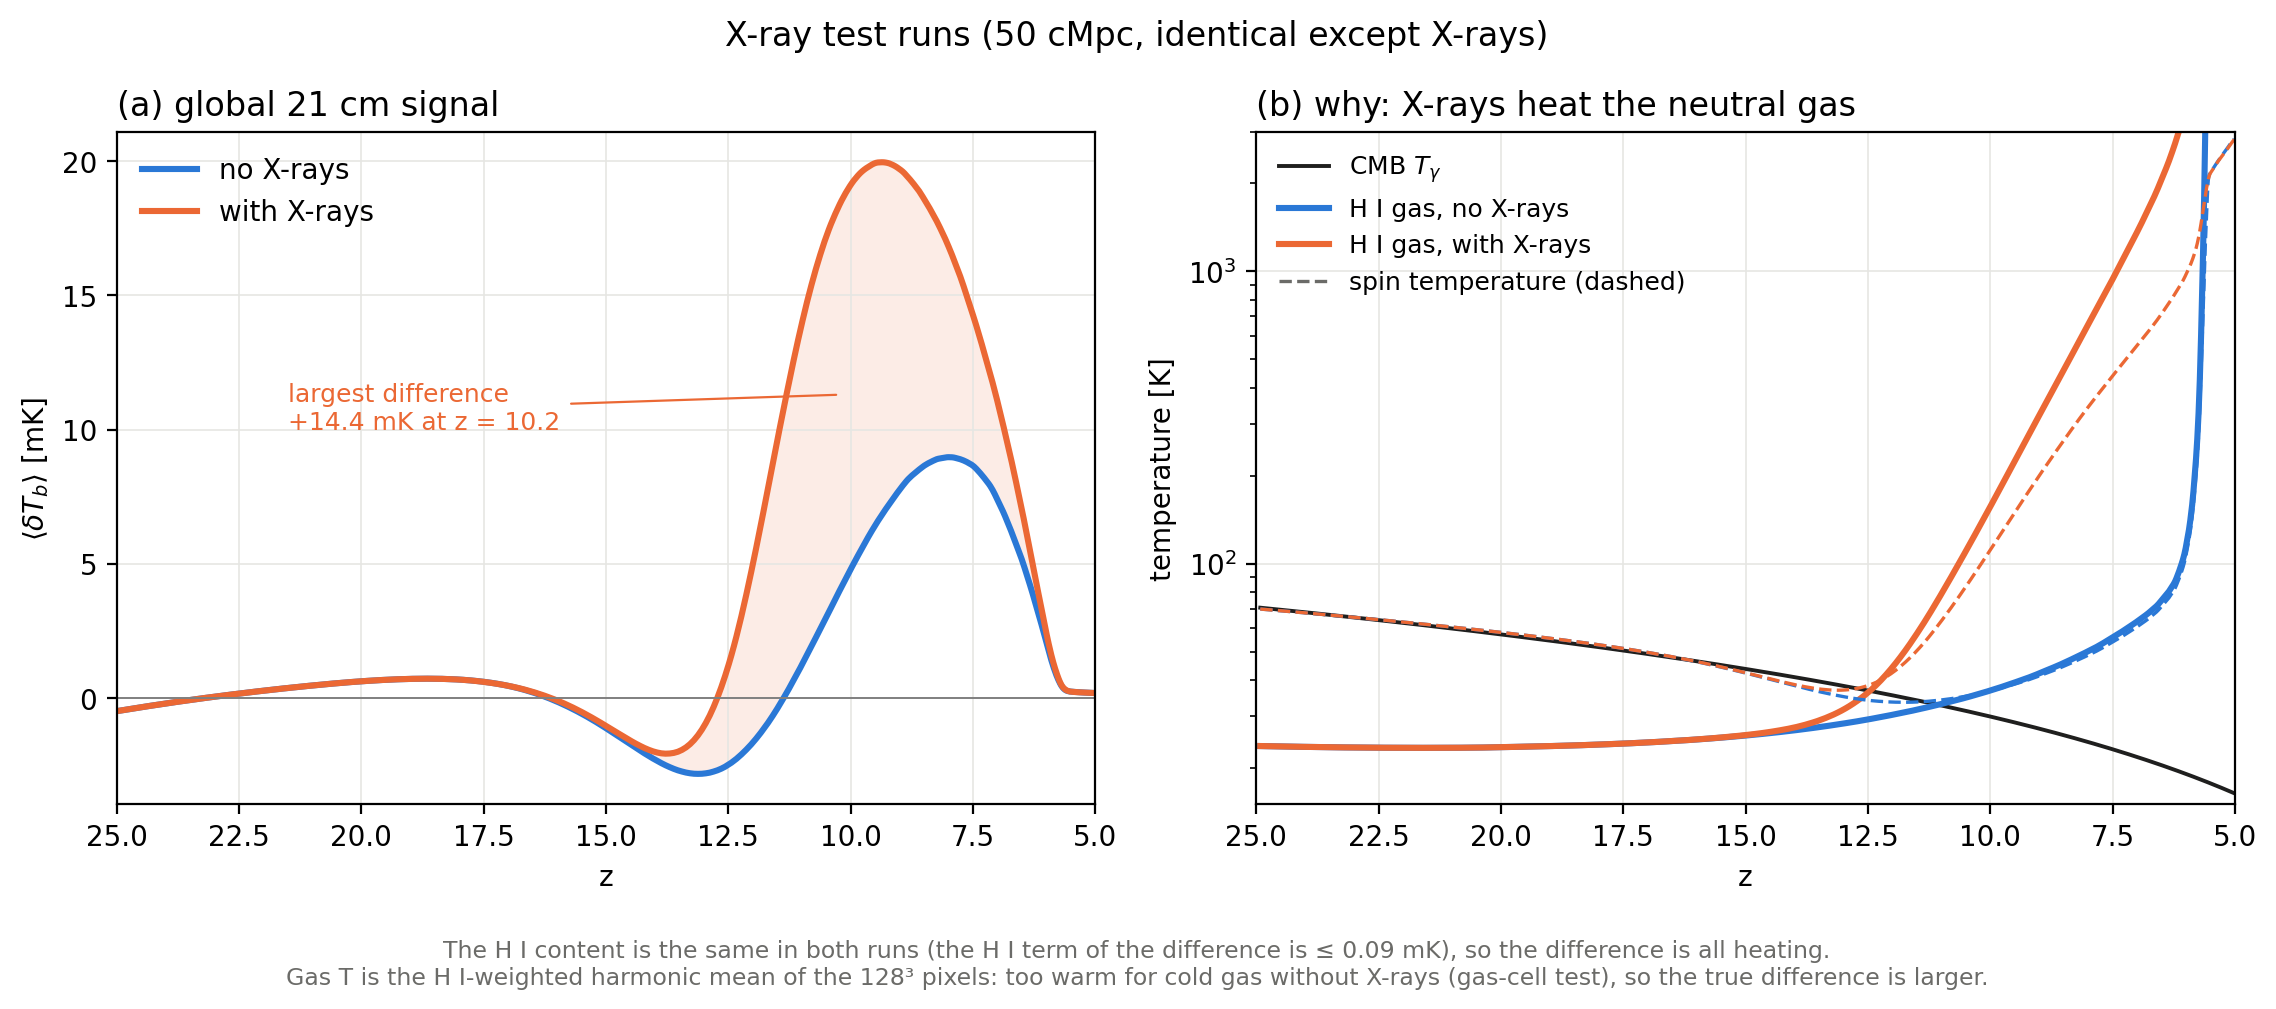 X-ray test runs (50 cMpc, identical except X-rays)
(a) global 21 cm signal
no X-rays
with X-rays
largest difference
+14.4 mK at z = 10.2
⟨δT_b⟩ [mK]
20
15
10
5
0
25.0 22.5 20.0 17.5 15.0 12.5 10.0 7.5 5.0
z
(b) why: X-rays heat the neutral gas
CMB T_γ
H I gas, no X-rays
H I gas, with X-rays
spin temperature (dashed)
temperature [K]
10³
10²
25.0 22.5 20.0 17.5 15.0 12.5 10.0 7.5 5.0
z
The H I content is the same in both runs (the H I term of the difference is ≤ 0.09 mK), so the difference is all heating.
Gas T is the H I-weighted harmonic mean of the 128³ pixels: too warm for cold gas without X-rays (gas-cell test), so the true difference is larger.